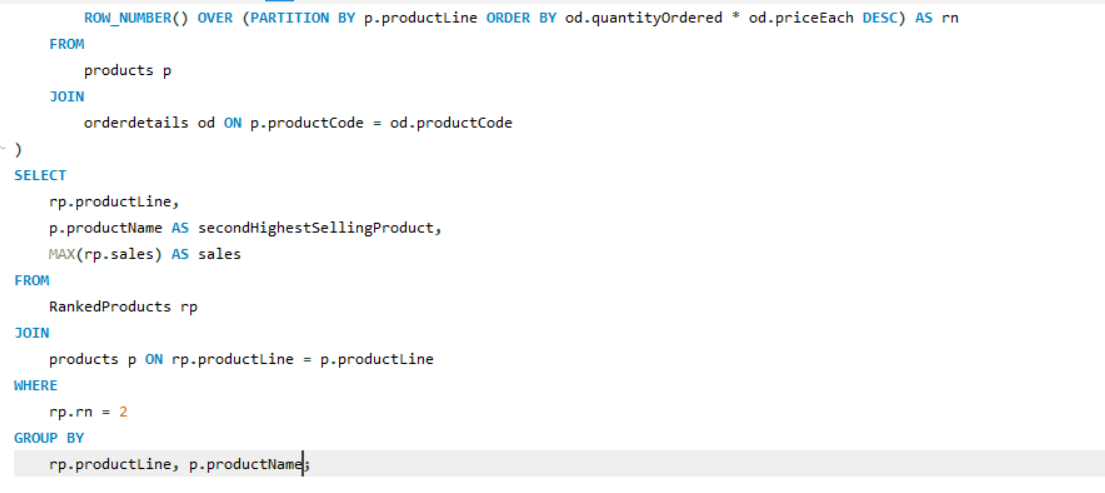 ROW_NUMBER() OVER (PARTITION BY p.productLine ORDER BY od.quantityOrdered * od.priceEach DESC) AS rn
FROM
products p
JOIN
orderdetails od ON p.productCode = od.productCode
)
SELECT
rp.productLine,
p.productName AS secondHighestSellingProduct,
MAX(rp.sales) AS sales
FROM
RankedProducts rp
JOIN
products p ON rp.productLine = p.productLine
WHERE
rp.rn = 2
GROUP BY
rp.productLine, p.productName;